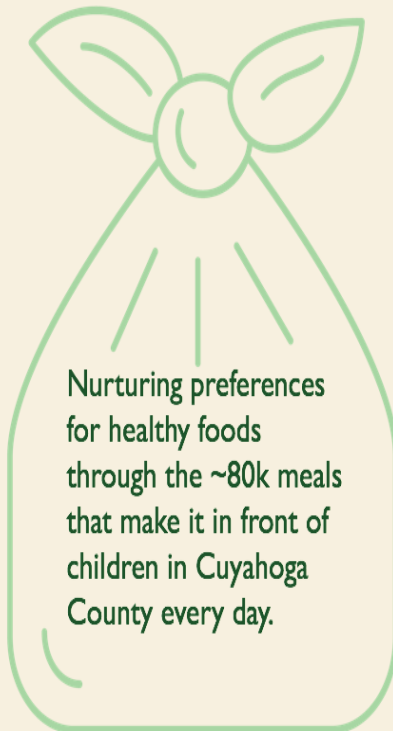 Nurturing preferences
for healthy foods
through the ~80k meals
that make it in front of
children in Cuyahoga
County every day.